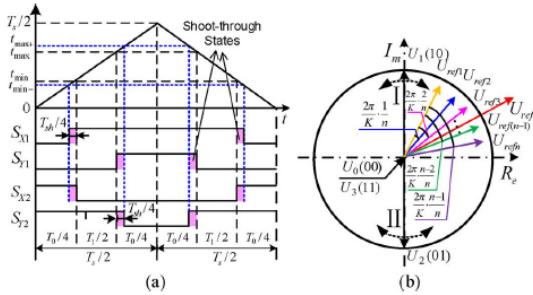 T_s/2
t_max+
t_max
t_min
t_min-
0
t
Shoot-through
States
T_sh/4
S_X1
S_Y1
S_X2
T_sh/4
S_Y2
T_0/4 T_1/2 T_0/4 T_0/4 T_1/2 T_0/4
T_s/2 T_s/2
(a)
I_m U_1(10)
U_ref1 U_ref2
U_ref3 U_ref
U_ref(n-1)
U_refn
I
2π/K · 2/n
2π/K · 1/n
U_0(00)
U_3(11)
R_e
2π/K · n-2/n
2π/K · n-1/n
II
U_2(01)
(b)